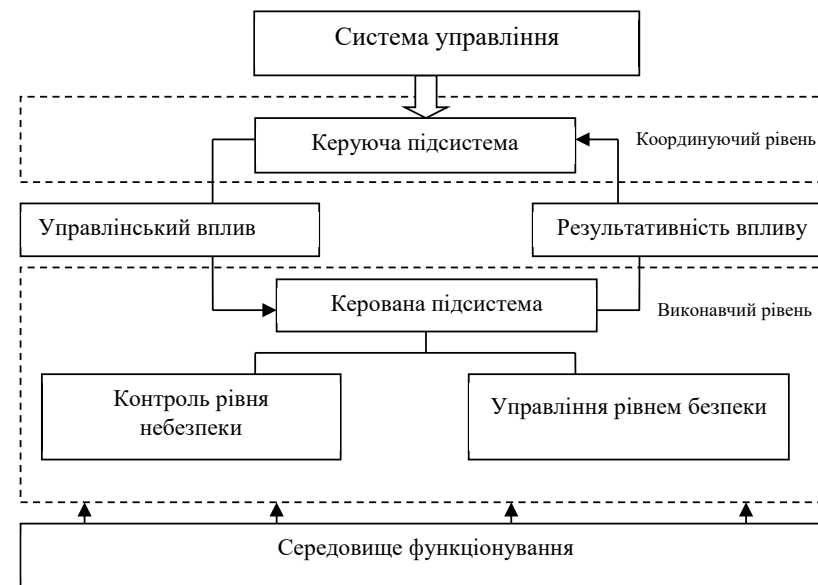 Система управління
Керуюча підсистема
Координуючий рівень
Управлінський вплив
Результативність впливу
Керована підсистема
Виконавчий рівень
Контроль рівня
небезпеки
Управління рівнем безпеки
Середовище функціонування